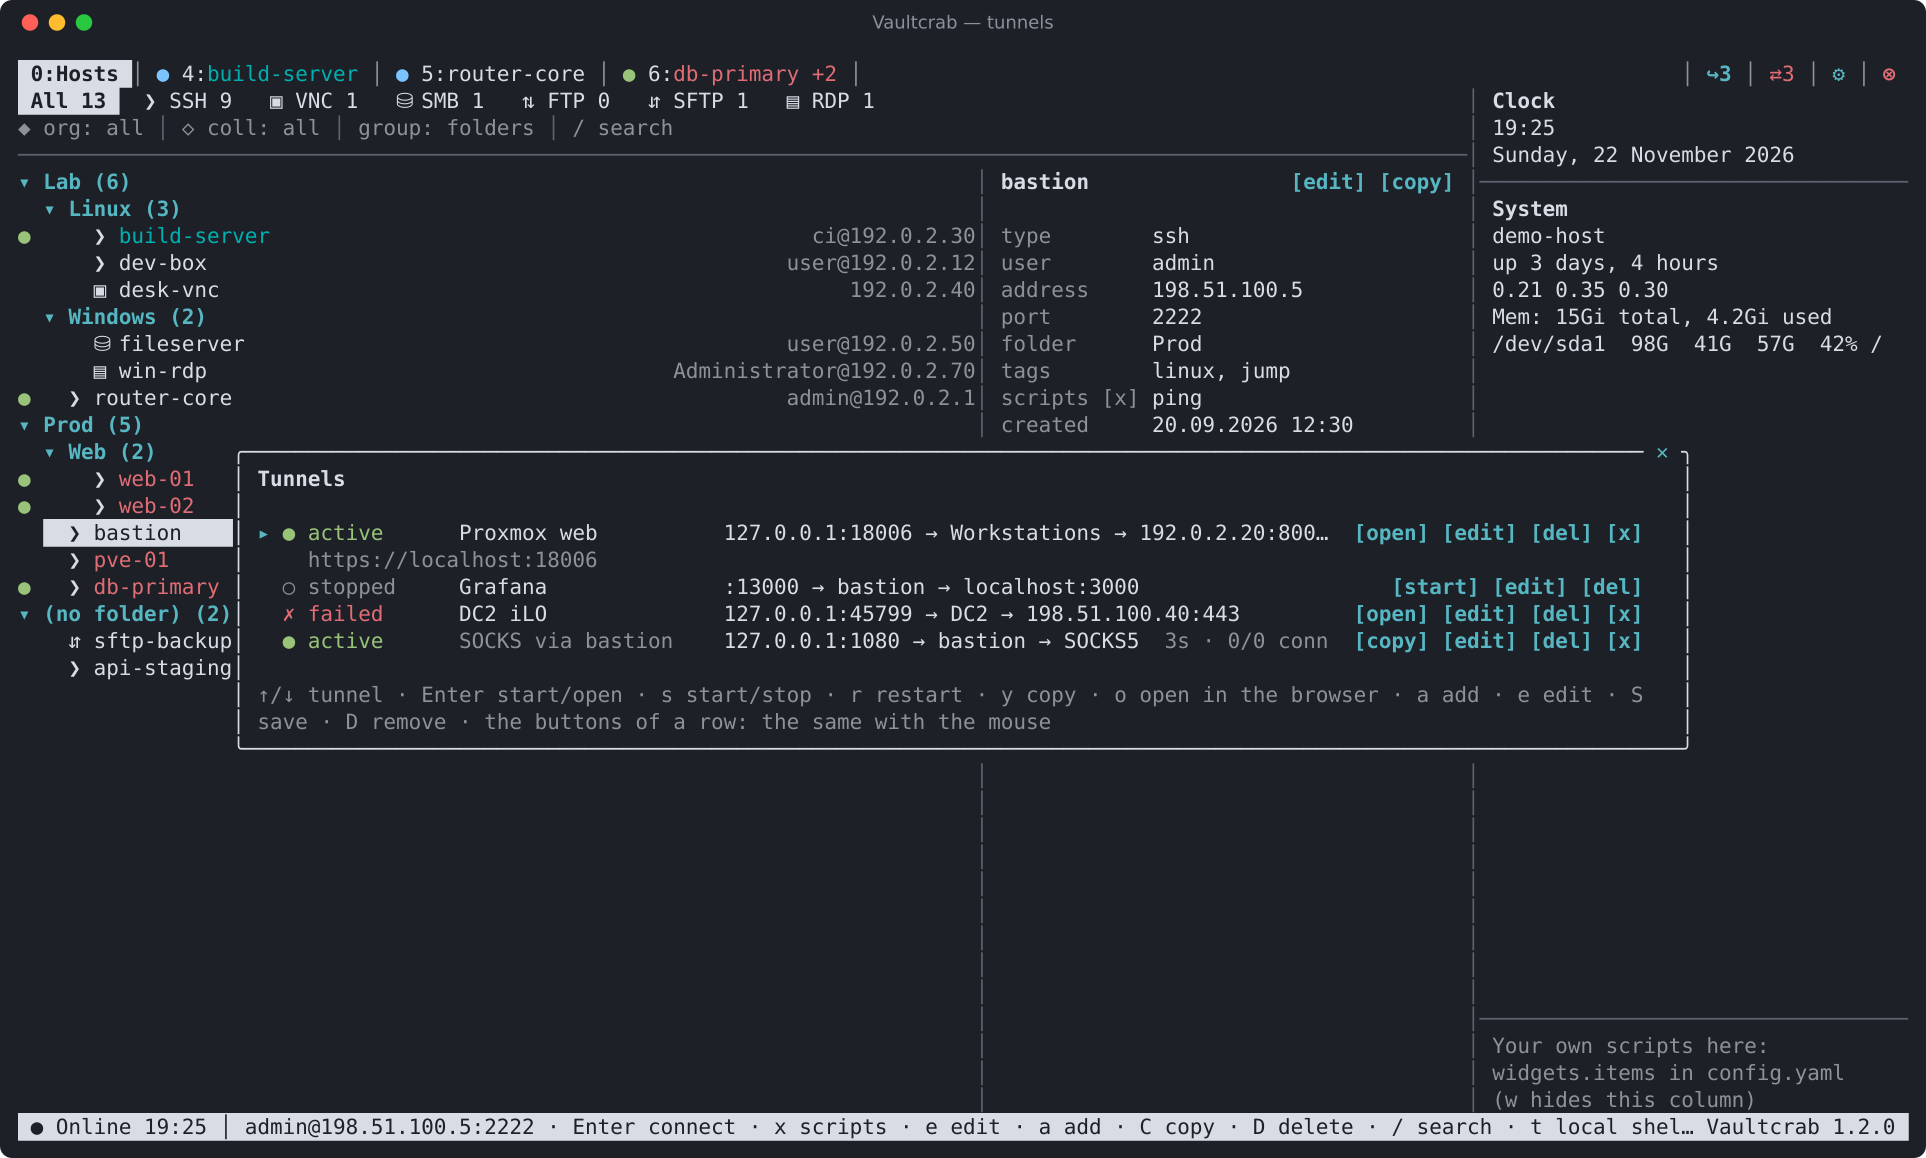 Vaultcrab — tunnels
0:Hosts │ ● 4:build-server │ ● 5:router-core │ ● 6:db-primary +2 │ │ ↪3 │ ⇄3 │ ⚙ │ ⊗
All 13 ❯ SSH 9 ▣ VNC 1 ⛁ SMB 1 ⇅ FTP 0 ⇵ SFTP 1 ▤ RDP 1
◆ org: all │ ◇ coll: all │ group: folders │ / search
▾ Lab (6)
▾ Linux (3)
● ❯ build-server ci@192.0.2.30
❯ dev-box user@192.0.2.12
▣ desk-vnc 192.0.2.40
▾ Windows (2)
⛁ fileserver user@192.0.2.50
▤ win-rdp Administrator@192.0.2.70
● ❯ router-core admin@192.0.2.1
▾ Prod (5)
▾ Web (2)
● ❯ web-01
● ❯ web-02
❯ bastion
❯ pve-01
● ❯ db-primary
▾ (no folder) (2)
⇵ sftp-backup
❯ api-staging
bastion [edit] [copy]
type ssh
user admin
address 198.51.100.5
port 2222
folder Prod
tags linux, jump
scripts [x] ping
created 20.09.2026 12:30
Clock
19:25
Sunday, 22 November 2026
System
demo-host
up 3 days, 4 hours
0.21 0.35 0.30
Mem: 15Gi total, 4.2Gi used
/dev/sda1 98G 41G 57G 42% /
×
Tunnels
▸ ● active Proxmox web 127.0.0.1:18006 → Workstations → 192.0.2.20:800… [open] [edit] [del] [x]
https://localhost:18006
○ stopped Grafana :13000 → bastion → localhost:3000 [start] [edit] [del]
✗ failed DC2 iLO 127.0.0.1:45799 → DC2 → 198.51.100.40:443 [open] [edit] [del] [x]
● active SOCKS via bastion 127.0.0.1:1080 → bastion → SOCKS5 3s · 0/0 conn [copy] [edit] [del] [x]
↑/↓ tunnel · Enter start/open · s start/stop · r restart · y copy · o open in the browser · a add · e edit · S
save · D remove · the buttons of a row: the same with the mouse
Your own scripts here:
widgets.items in config.yaml
(w hides this column)
● Online 19:25 │ admin@198.51.100.5:2222 · Enter connect · x scripts · e edit · a add · C copy · D delete · / search · t local shel… Vaultcrab 1.2.0